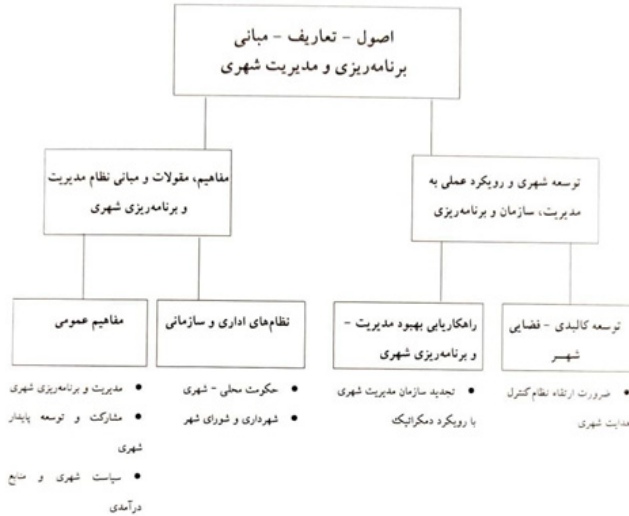 اصول - تعاریف - مبانی
برنامه‌ریزی و مدیریت شهری
توسعه شهری و رویکرد عملی به
مدیریت، سازمان و برنامه‌ریزی
مفاهیم، مقولات و مبانی نظام مدیریت
و برنامه‌ریزی شهری
توسعه کالبدی - فضایی
شهر
• ضرورت ارتقاء نظام کنترل
هدایت شهری
راهکاریابی بهبود مدیریت -
و برنامه‌ریزی شهری
• تجدید سازمان مدیریت شهری
با رویکرد دمکراتیک
نظام‌های اداری و سازمانی
• حکومت محلی - شهری
• شهرداری و شورای شهر
مفاهیم عمومی
• مدیریت و برنامه‌ریزی شهری
• مشارکت و توسعه پایدار
شهری
• سیاست شهری و منابع
درآمدی